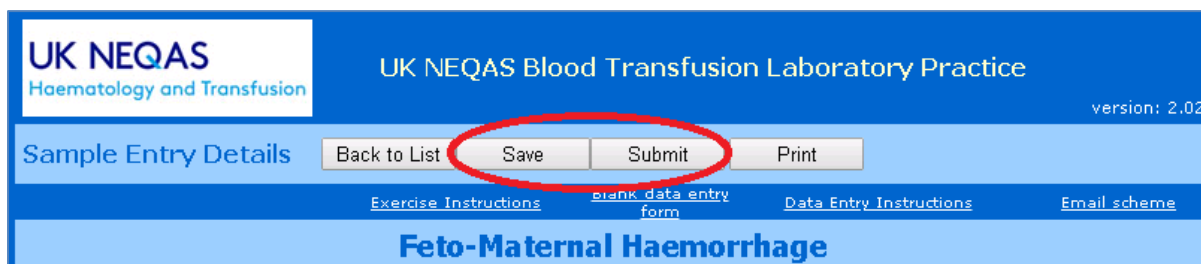 UK NEQAS
Haematology and Transfusion
UK NEQAS Blood Transfusion Laboratory Practice
version: 2.02
Sample Entry Details
Back to List
Save
Submit
Print
Exercise Instructions
Blank data entry
form
Data Entry Instructions
Email scheme
Feto-Maternal Haemorrhage